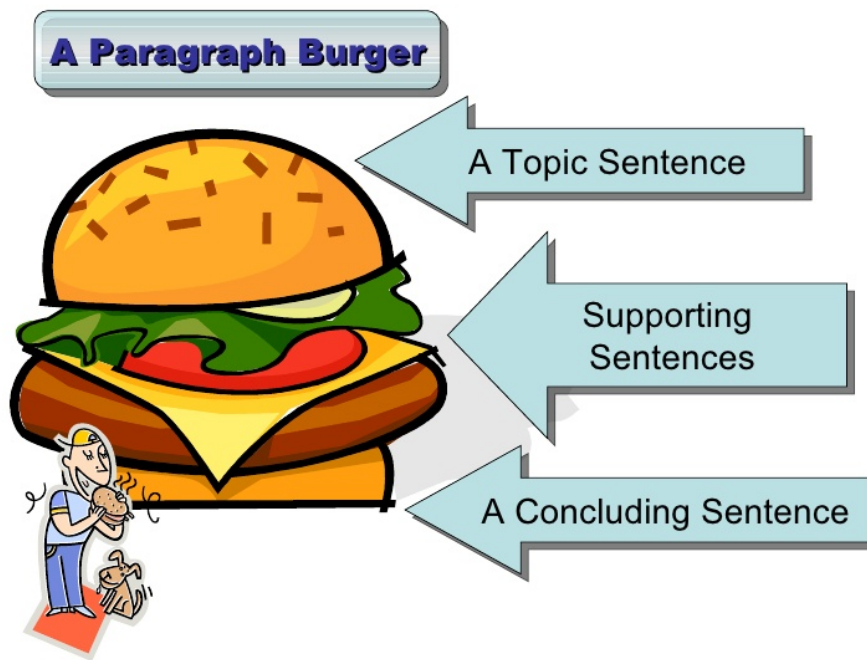 A Paragraph Burger
A Topic Sentence
Supporting
Sentences
A Concluding Sentence